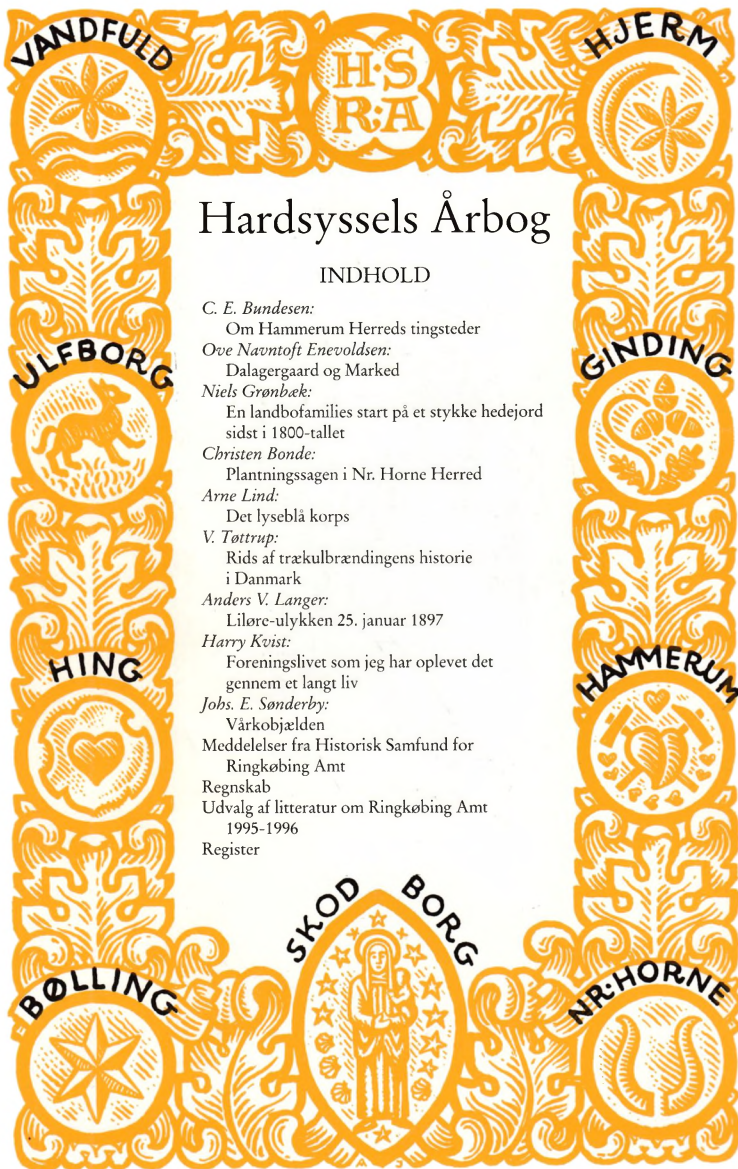 VANDFULD
H·S
R·A
HJERM
Hardsyssels Årbog
INDHOLD
C. E. Bundesen:
Om Hammerum Herreds tingsteder
Ove Navntoft Enevoldsen:
Dalagergaard og Marked
Niels Grønbæk:
En landbofamilies start på et stykke hedejord
sidst i 1800-tallet
Christen Bonde:
Plantningssagen i Nr. Horne Herred
Arne Lind:
Det lyseblå korps
V. Tøttrup:
Rids af trækulbrændingens historie
i Danmark
Anders V. Langer:
Liløre-ulykken 25. januar 1897
Harry Kvist:
Foreningslivet som jeg har oplevet det
gennem et langt liv
Johs. E. Sønderby:
Vårkobjælden
Meddelelser fra Historisk Samfund for
Ringkøbing Amt
Regnskab
Udvalg af litteratur om Ringkøbing Amt
1995-1996
Register
ULFBORG
GINDING
HING
HAMMERUM
SKODBORG
BØLLING
NR·HORNE
A J